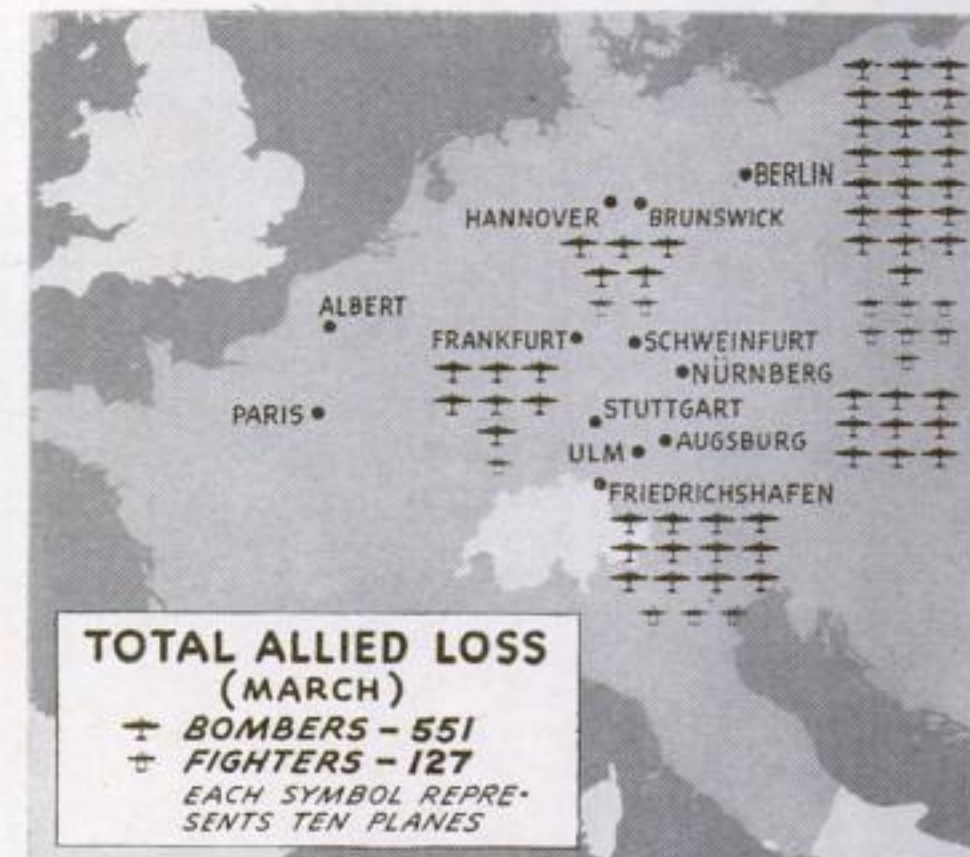 BERLIN
HANNOVER
BRUNSWICK
ALBERT
FRANKFURT
SCHWEINFURT
NÜRNBERG
PARIS
STUTTGART
AUGSBURG
ULM
FRIEDRICHSHAFEN
TOTAL ALLIED LOSS
(MARCH)
BOMBERS - 551
FIGHTERS - 127
EACH SYMBOL REPRE-
SENTS TEN PLANES